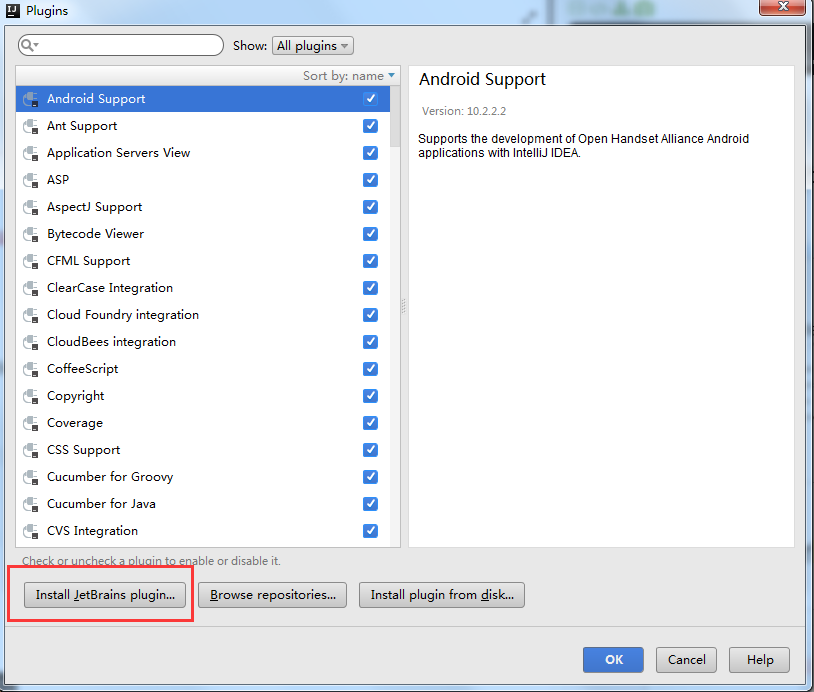 Plugins
Show: All plugins
Sort by: name
Android Support
Ant Support
Application Servers View
ASP
AspectJ Support
Bytecode Viewer
CFML Support
ClearCase Integration
Cloud Foundry integration
CloudBees integration
CoffeeScript
Copyright
Coverage
CSS Support
Cucumber for Groovy
Cucumber for Java
CVS Integration
Android Support
Version: 10.2.2.2
Supports the development of Open Handset Alliance Android
applications with IntelliJ IDEA.
Check or uncheck a plugin to enable or disable it.
Install JetBrains plugin... Browse repositories... Install plugin from disk...
OK Cancel Help